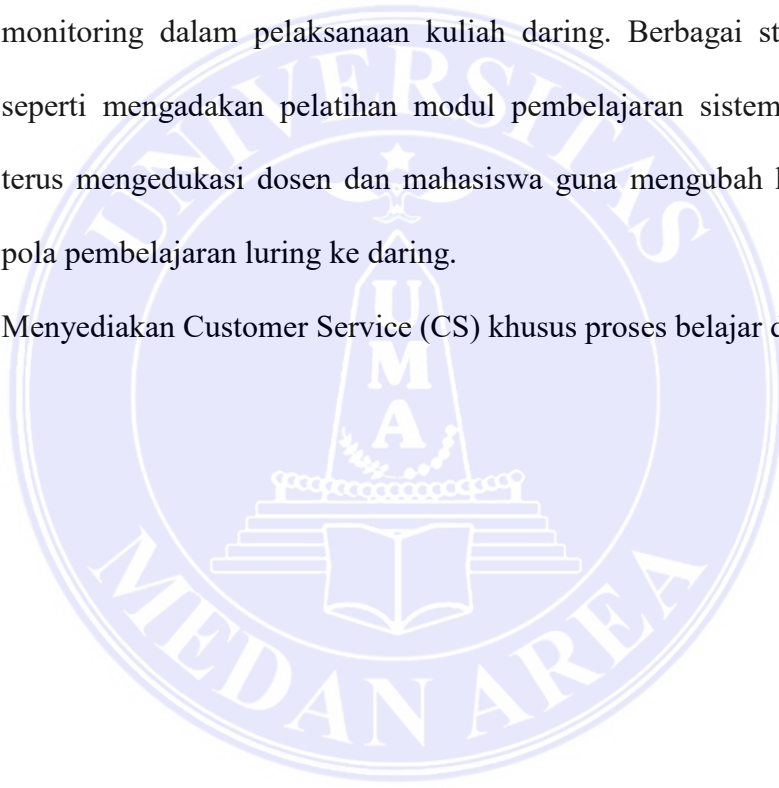 monitoring dalam pelaksanaan kuliah daring. Berbagai
seperti mengadakan pelatihan modul pembelajaran sistem
terus mengedukasi dosen dan mahasiswa guna mengubah
pola pembelajaran luring ke daring.
Menyediakan Customer Service (CS) khusus proses belajar
UNIVERSITAS
UMA
MEDAN AREA